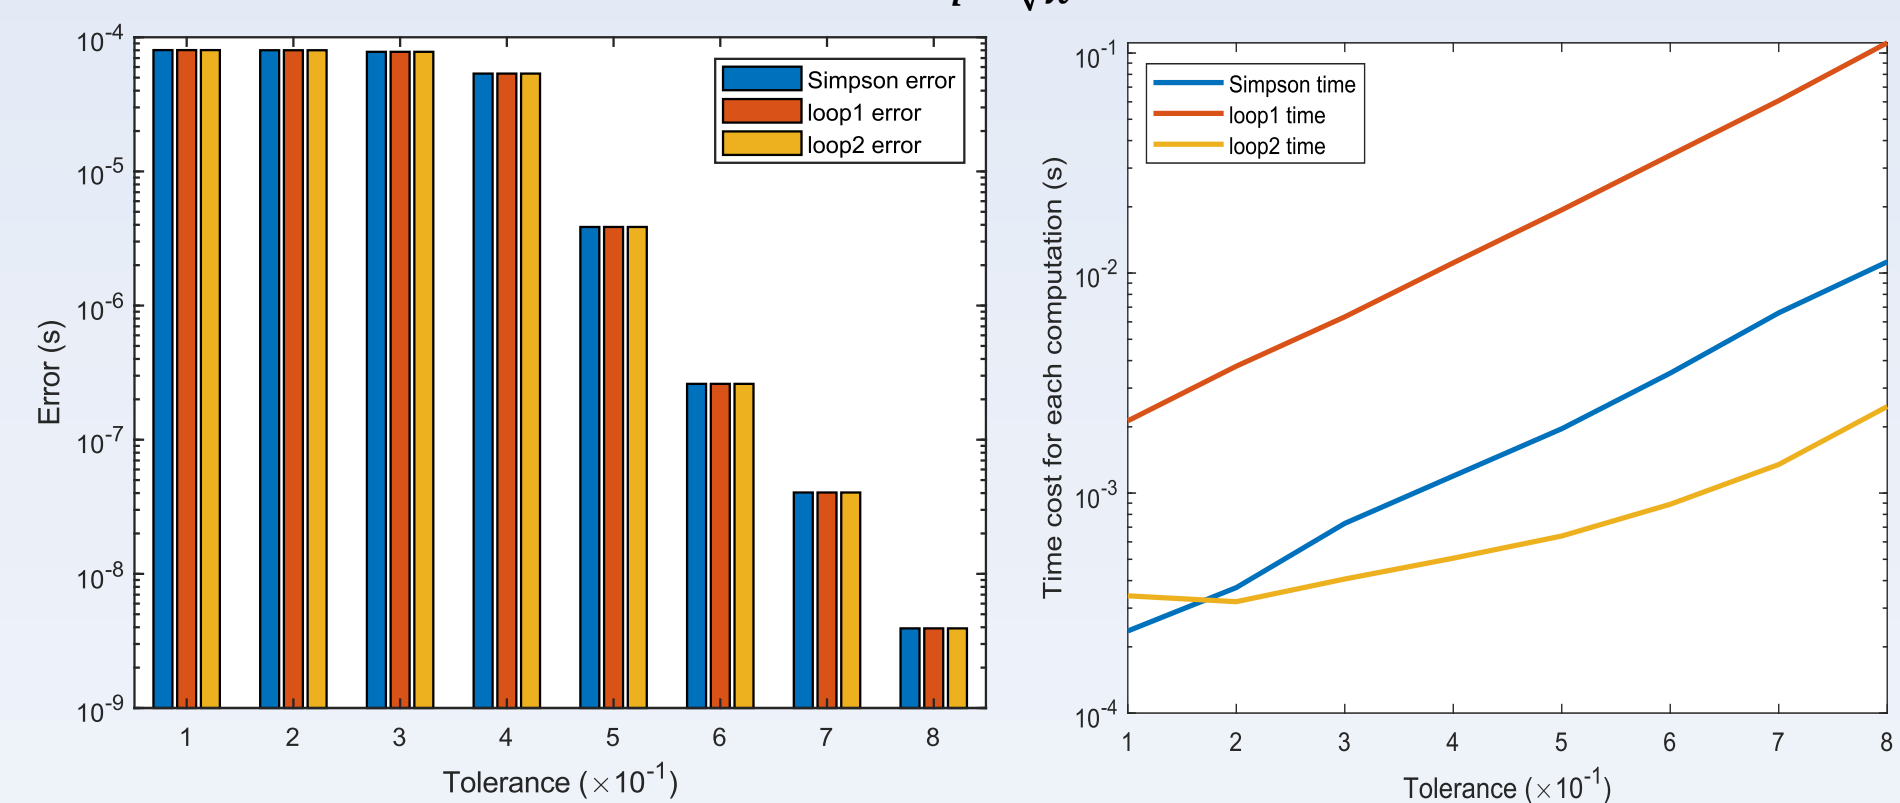 10^-4
10^-5
10^-6
10^-7
10^-8
10^-9
Error (s)
Simpson error
loop1 error
loop2 error
1 2 3 4 5 6 7 8
Tolerance (×10^-1)
10^-1
10^-2
10^-3
10^-4
Time cost for each computation (s)
Simpson time
loop1 time
loop2 time
1 2 3 4 5 6 7 8
Tolerance (×10^-1)